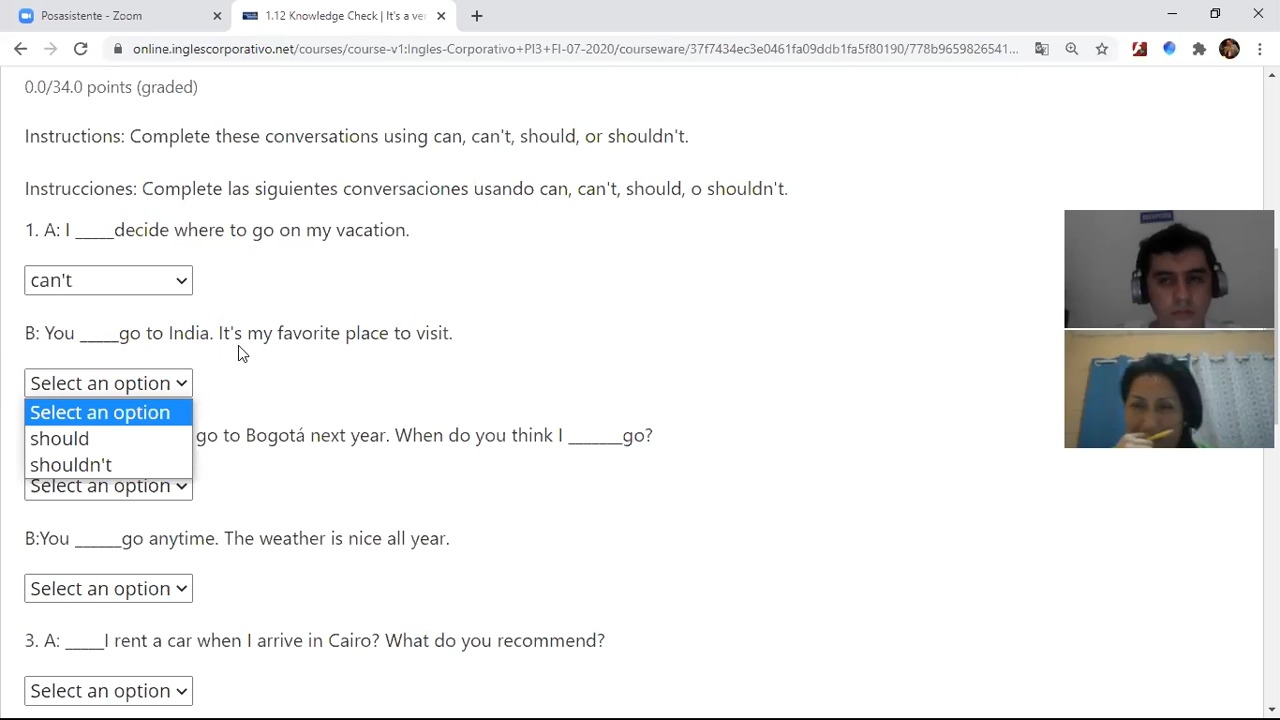 Posasistente - Zoom
1.12 Knowledge Check | It's a ver
online.inglescorporativo.net/courses/course-v1:Ingles-Corporativo+PI3+FI-07-2020/courseware/37f7434ec3e0461fa09ddb1fa5f80190/778b9659826541...
0.0/34.0 points (graded)
Instructions: Complete these conversations using can, can't, should, or shouldn't.
Instrucciones: Complete las siguientes conversaciones usando can, can't, should, o shouldn't.
1. A: I _____decide where to go on my vacation.
can't
B: You _____go to India. It's my favorite place to visit.
Select an option
Select an option
should
shouldn't
go to Bogotá next year. When do you think I _______go?
Select an option
B:You ______go anytime. The weather is nice all year.
Select an option
3. A: _____I rent a car when I arrive in Cairo? What do you recommend?
Select an option